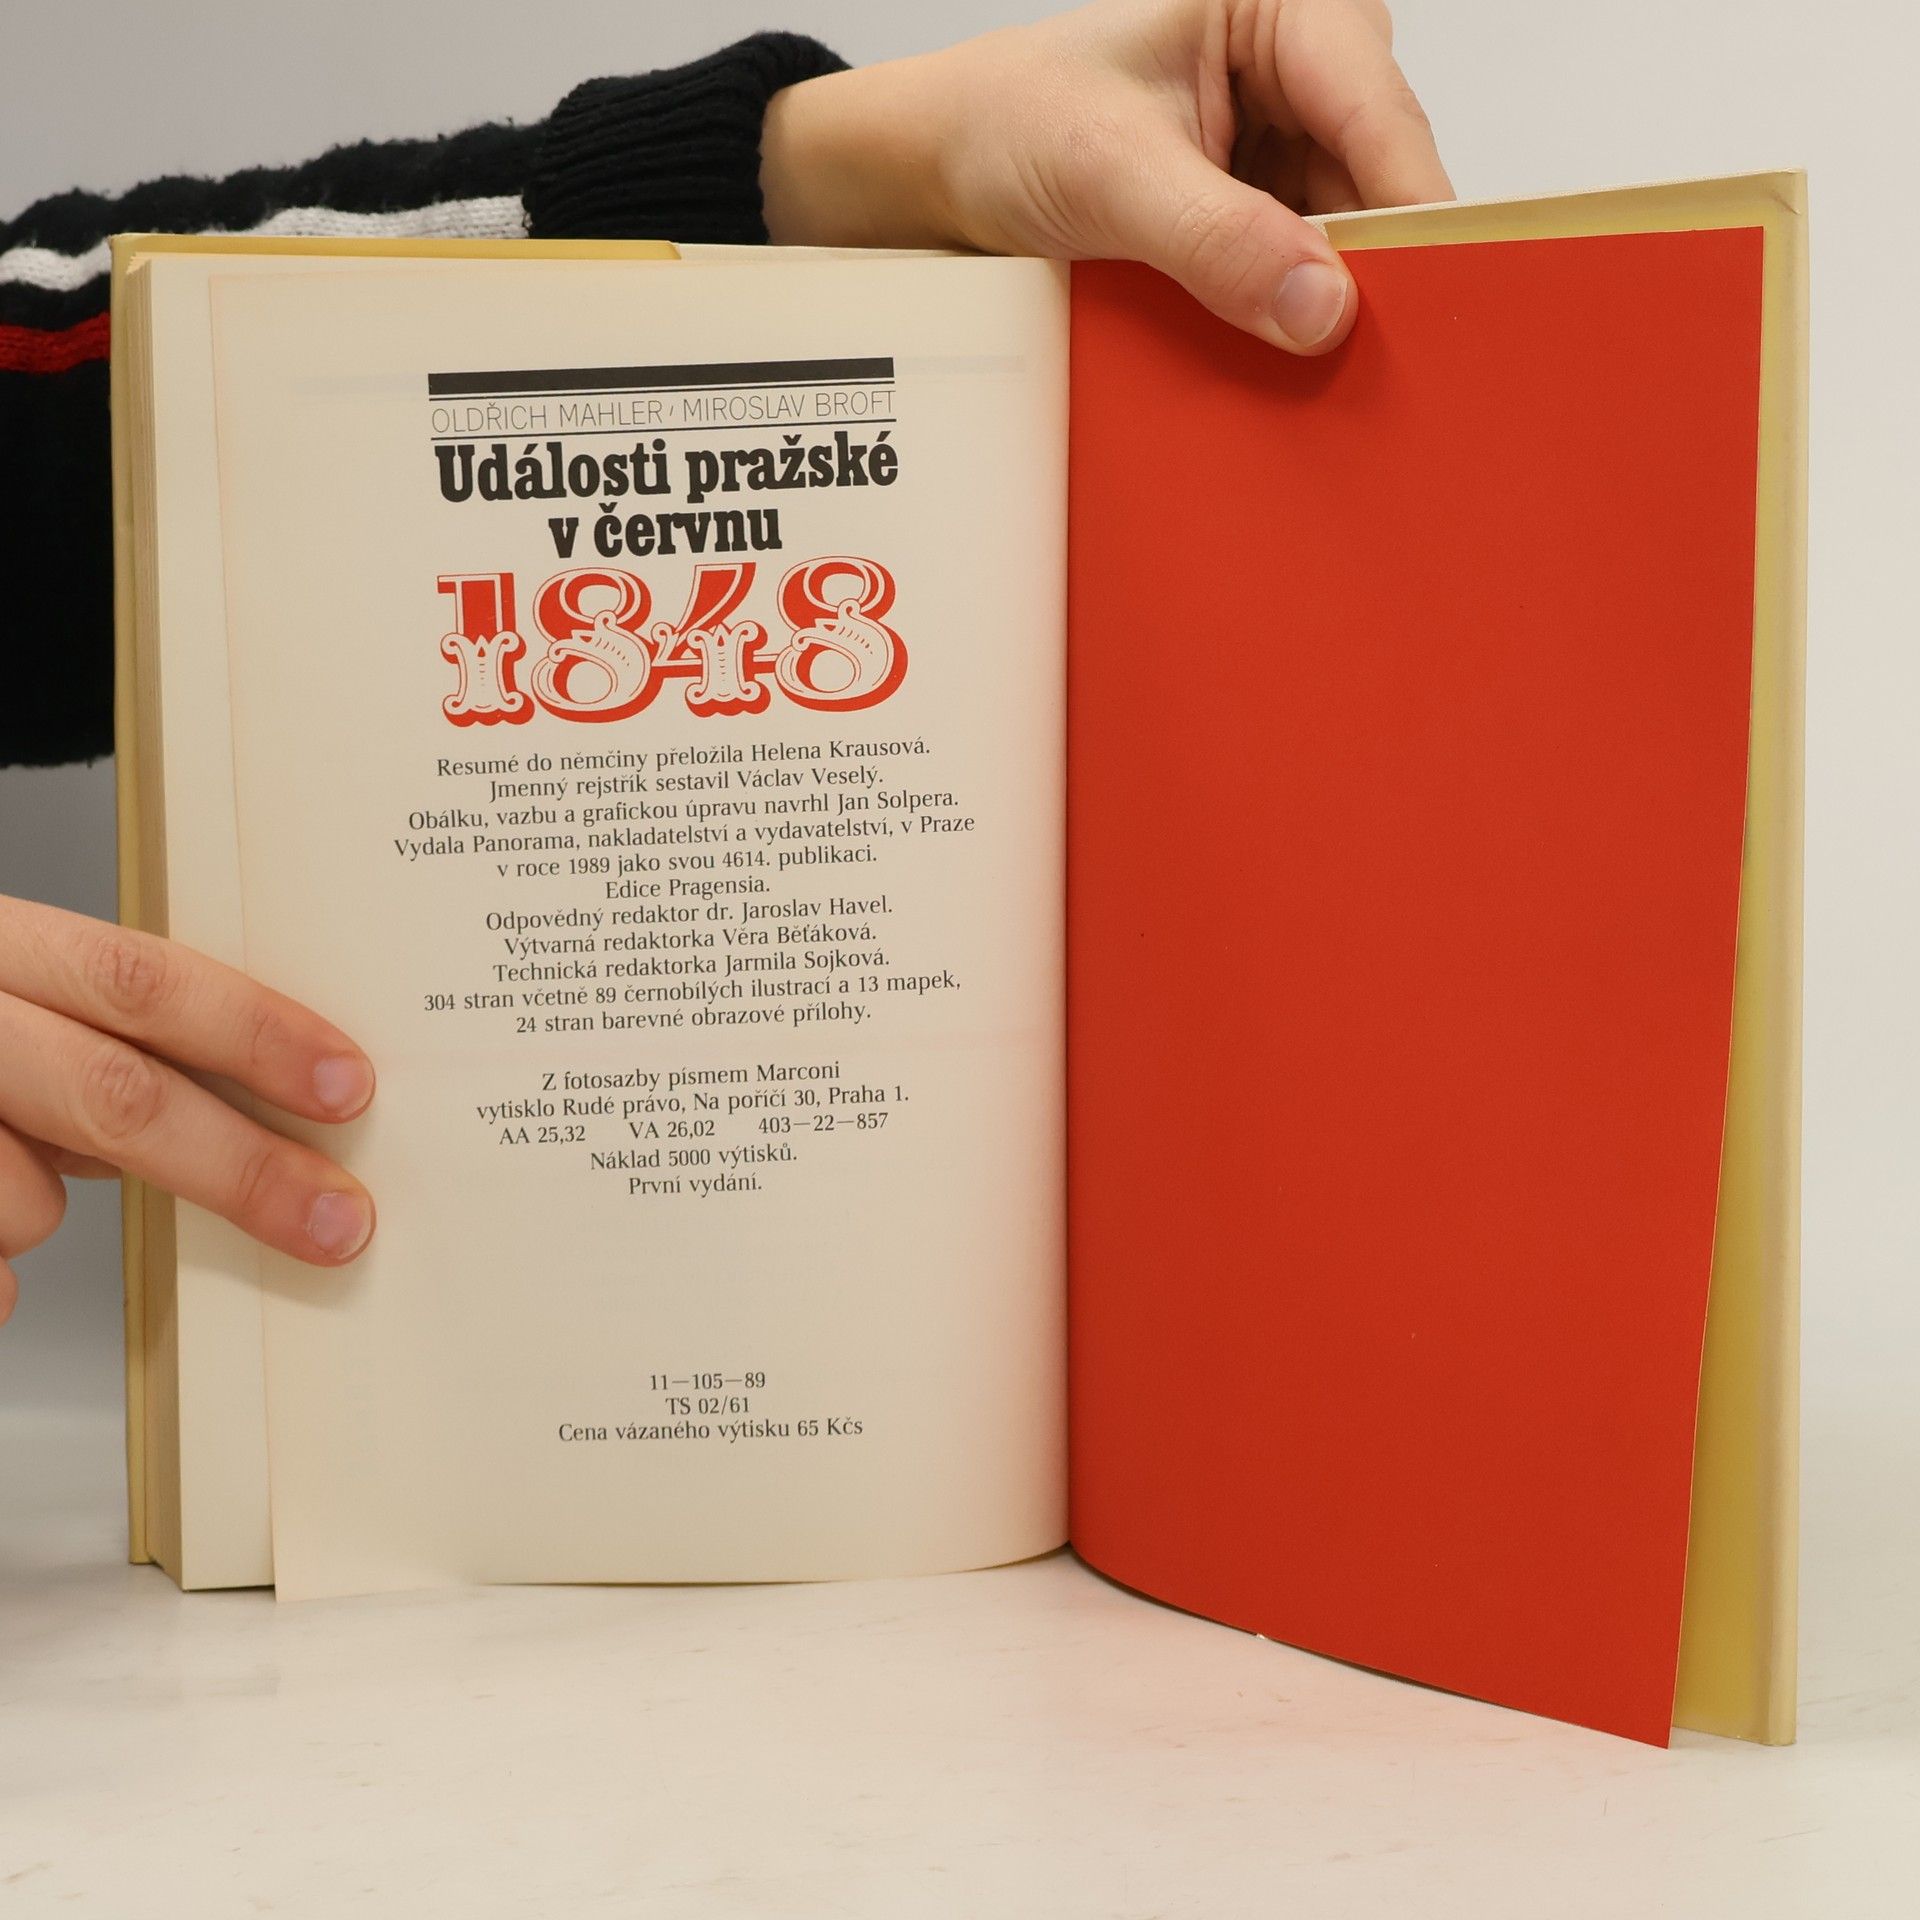 OLDŘICH MAHLER, MIROSLAV BROFT
Události pražské
v červnu
1848
Resumé do němčiny přeložila Helena Krausová.
Jmenný rejstřík sestavil Václav Veselý.
Obálku, vazbu a grafickou úpravu navrhl Jan Solpera.
Vydala Panorama, nakladatelství a vydavatelství, v Praze
v roce 1989 jako svou 4614. publikaci.
Edice Pragensia.
Odpovědný redaktor dr. Jaroslav Havel.
Výtvarná redaktorka Věra Běťáková.
Technická redaktorka Jarmila Sojková.
304 stran včetně 89 černobílých ilustrací a 13 mapek,
24 stran barevné obrazové přílohy.
Z fotosazby písmem Marconi
vytisklo Rudé právo, Na poříčí 30, Praha 1.
AA 25,32 VA 26,02 403—22—857
Náklad 5000 výtisků.
První vydání.
11—105—89
TS 02/61
Cena vázaného výtisku 65 Kčs